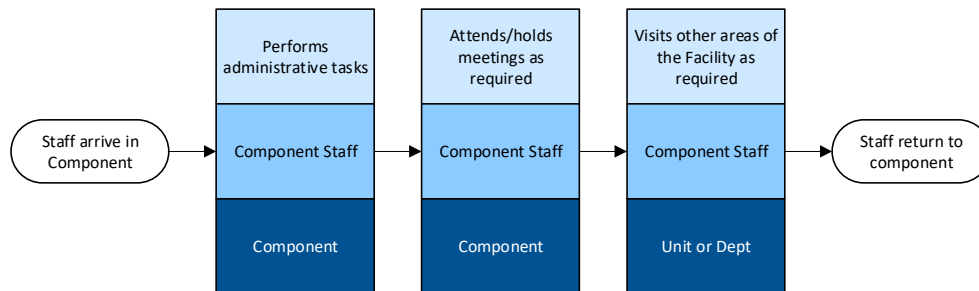 Staff arrive in
Component
Performs
administrative tasks
Component Staff
Component
Attends/holds
meetings as
required
Component Staff
Component
Visits other areas of
the Facility as
required
Component Staff
Unit or Dept
Staff return to
component